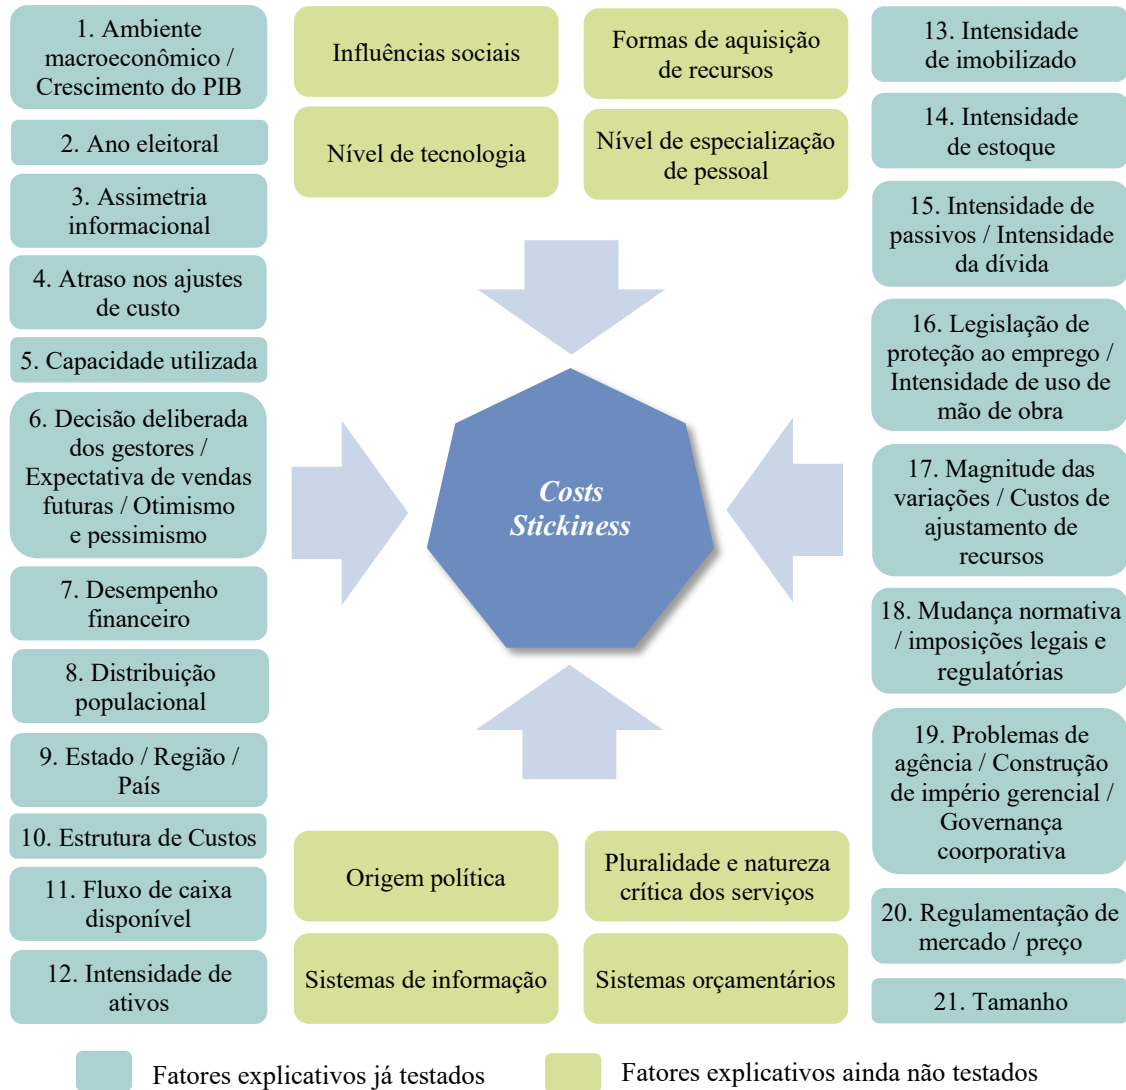 1. Ambiente
macroeconômico /
Crescimento do PIB
2. Ano eleitoral
3. Assimetria
informacional
4. Atraso nos ajustes
de custo
5. Capacidade utilizada
6. Decisão deliberada
dos gestores /
Expectativa de vendas
futuras / Otimismo
e pessimismo
7. Desempenho
financeiro
8. Distribuição
populacional
9. Estado / Região /
País
10. Estrutura de Custos
11. Fluxo de caixa
disponível
12. Intensidade de
ativos
Influências sociais
Formas de aquisição
de recursos
Nível de tecnologia
Nível de especialização
de pessoal
Costs
Stickiness
Origem política
Pluralidade e natureza
crítica dos serviços
Sistemas de informação
Sistemas orçamentários
13. Intensidade
de imobilizado
14. Intensidade
de estoque
15. Intensidade de
passivos / Intensidade
da dívida
16. Legislação de
proteção ao emprego /
Intensidade de uso de
mão de obra
17. Magnitude das
variações / Custos de
ajustamento de
recursos
18. Mudança normativa
/ imposições legais e
regulatórias
19. Problemas de
agência / Construção
de império gerencial /
Governança
coorporativa
20. Regulamentação de
mercado / preço
21. Tamanho
Fatores explicativos já testados
Fatores explicativos ainda não testados